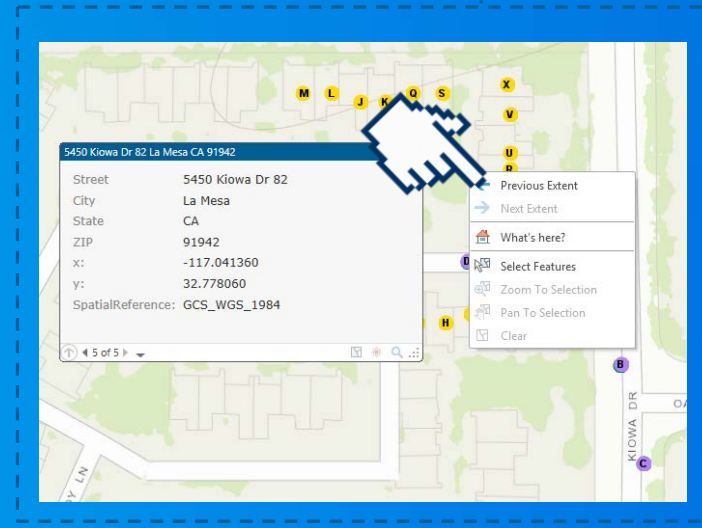 M L J K Q S X
V
U
R
5450 Kiowa Dr 82 La Mesa CA 91942
Street 5450 Kiowa Dr 82
City La Mesa
State CA
ZIP 91942
x: -117.041360
y: 32.778060
SpatialReference: GCS_WGS_1984
5 of 5
Previous Extent
Next Extent
What's here?
Select Features
Zoom To Selection
Pan To Selection
Clear
D
H
B
C
KIOWA DR
OA
LN